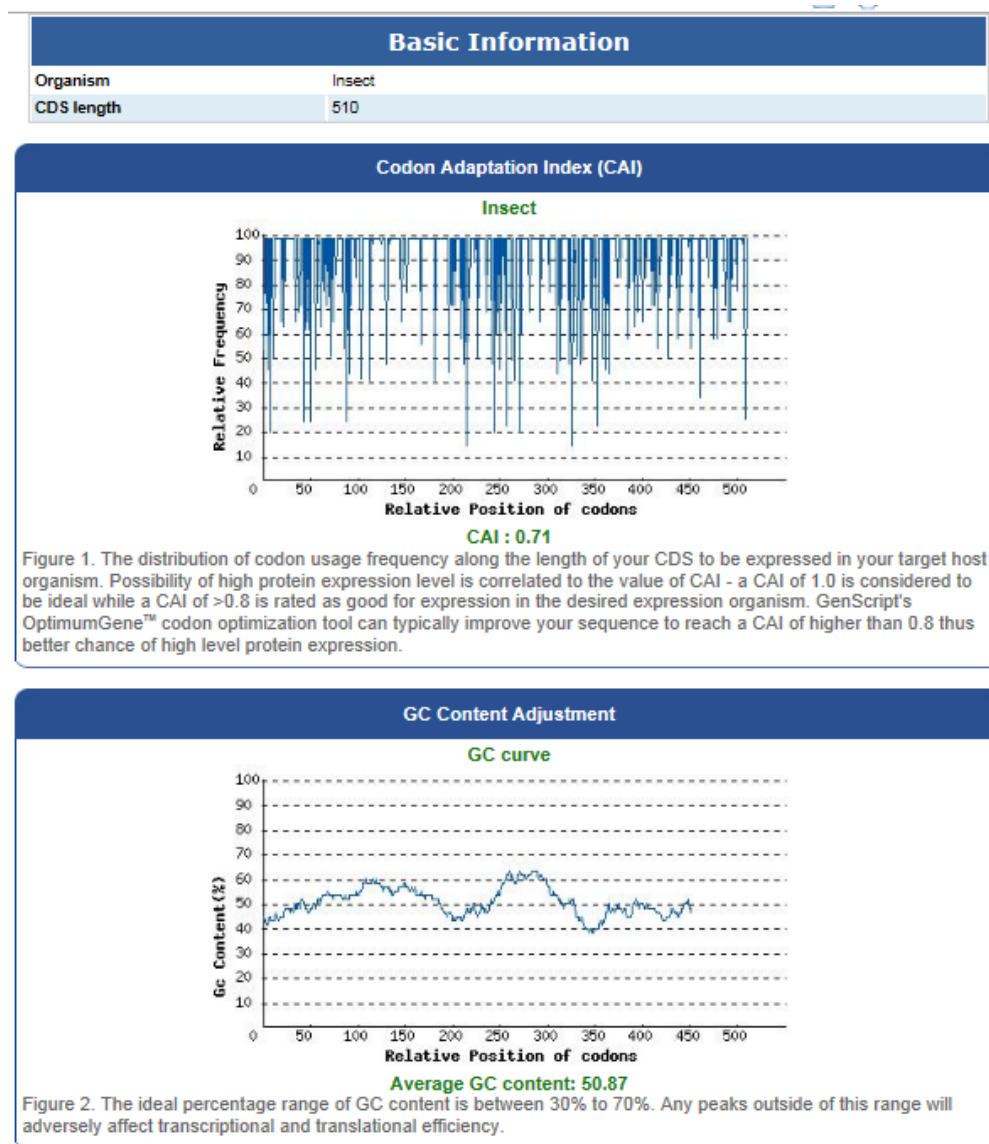 Basic Information
Organism Insect
CDS length 510
Codon Adaptation Index (CAI)
Insect
100
90
80
70
60
50
40
30
20
10
Relative Frequency
0 50 100 150 200 250 300 350 400 450 500
Relative Position of codons
CAI : 0.71
Figure 1. The distribution of codon usage frequency along the length of your CDS to be expressed in your target host
organism. Possibility of high protein expression level is correlated to the value of CAI - a CAI of 1.0 is considered to
be ideal while a CAI of >0.8 is rated as good for expression in the desired expression organism. GenScript's
OptimumGene™ codon optimization tool can typically improve your sequence to reach a CAI of higher than 0.8 thus
better chance of high level protein expression.
GC Content Adjustment
GC curve
100
90
80
70
60
50
40
30
20
10
Gc Content(%)
0 50 100 150 200 250 300 350 400 450 500
Relative Position of codons
Average GC content: 50.87
Figure 2. The ideal percentage range of GC content is between 30% to 70%. Any peaks outside of this range will
adversely affect transcriptional and translational efficiency.